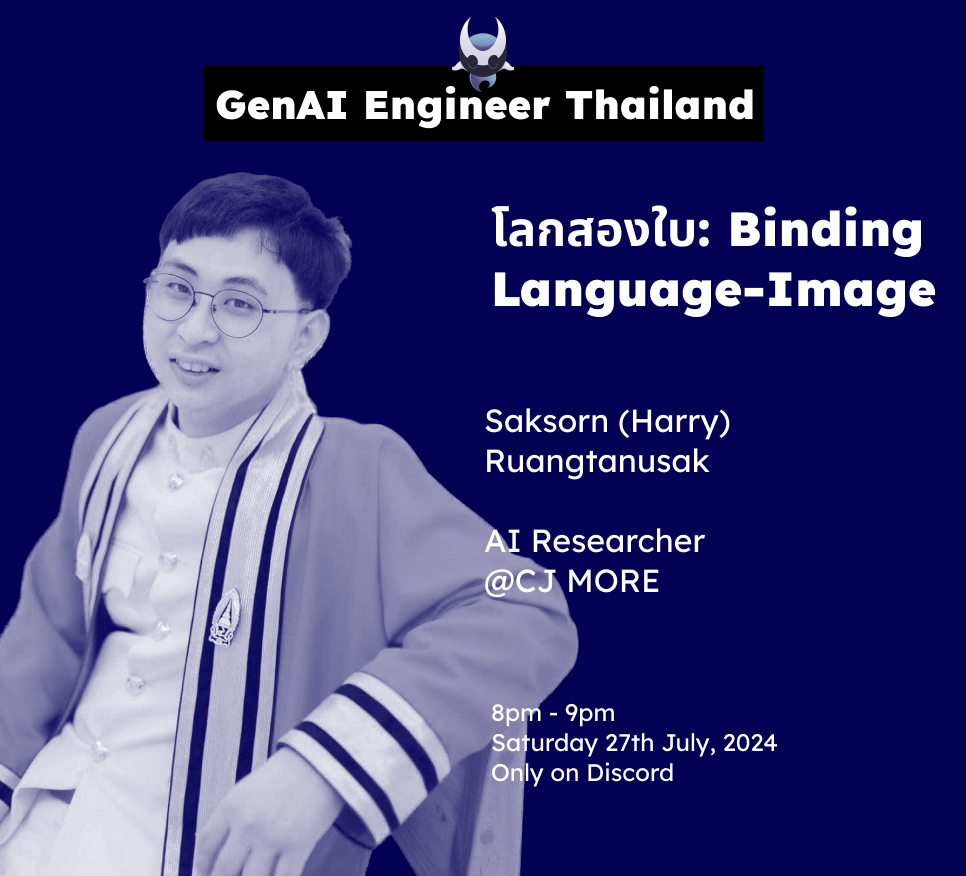 GenAI Engineer Thailand
โลกสองใบ: Binding
Language-Image
Saksorn (Harry)
Ruangtanusak
AI Researcher
@CJ MORE
8pm - 9pm
Saturday 27th July, 2024
Only on Discord